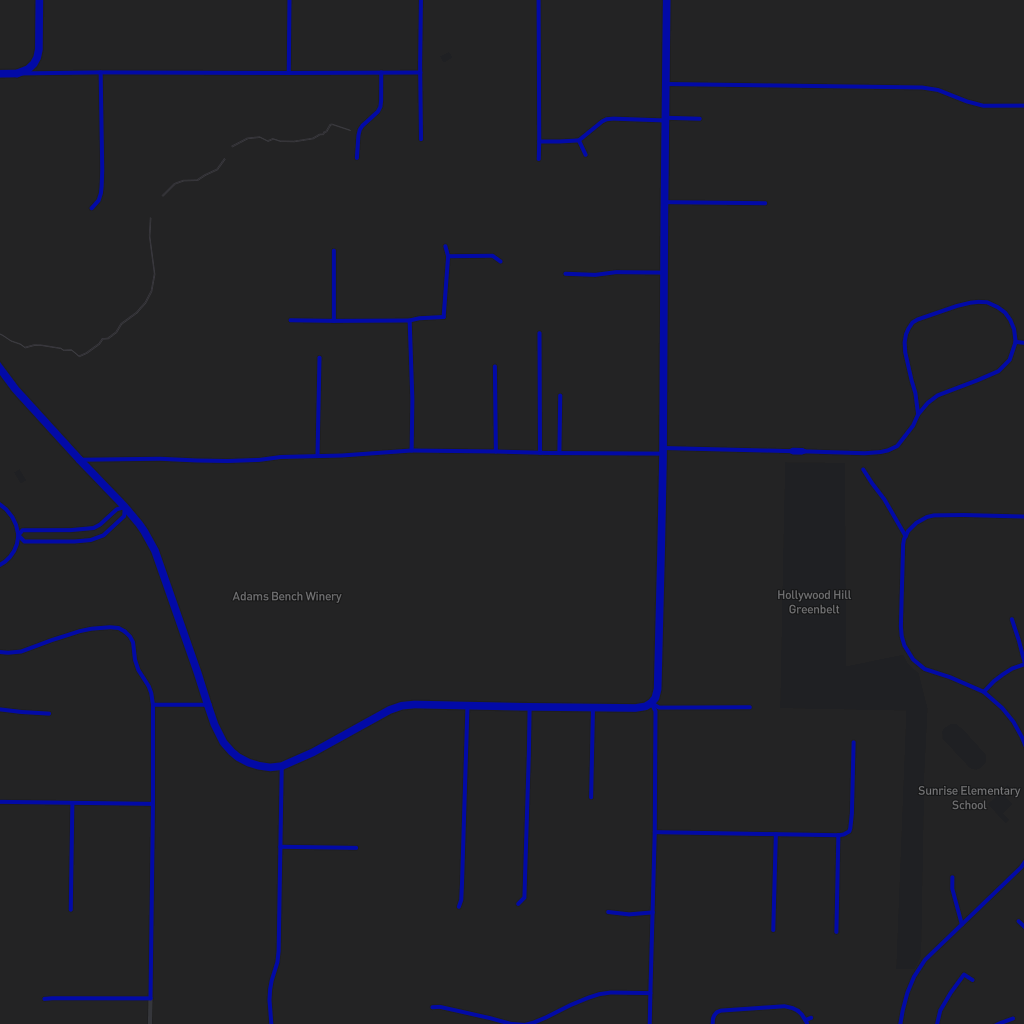 Adams Bench Winery
Hollywood Hill
Greenbelt
Sunrise Elementary
School